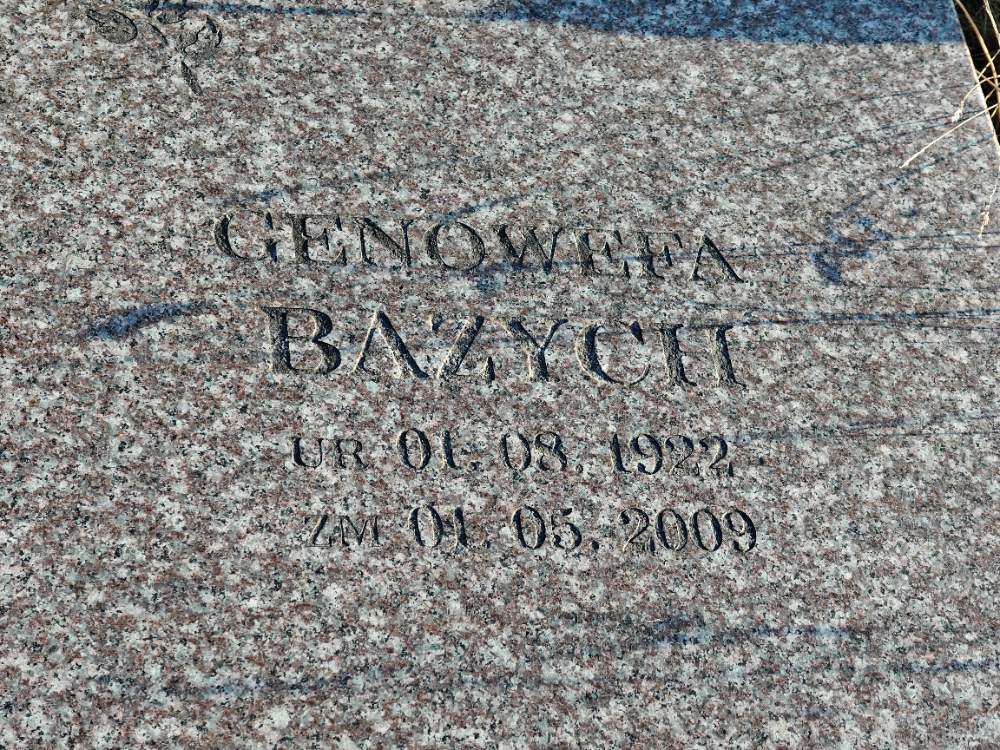 GENOWEFA
BAZYCH
UR 01. 08. 1922
ZM 01. 05. 2009